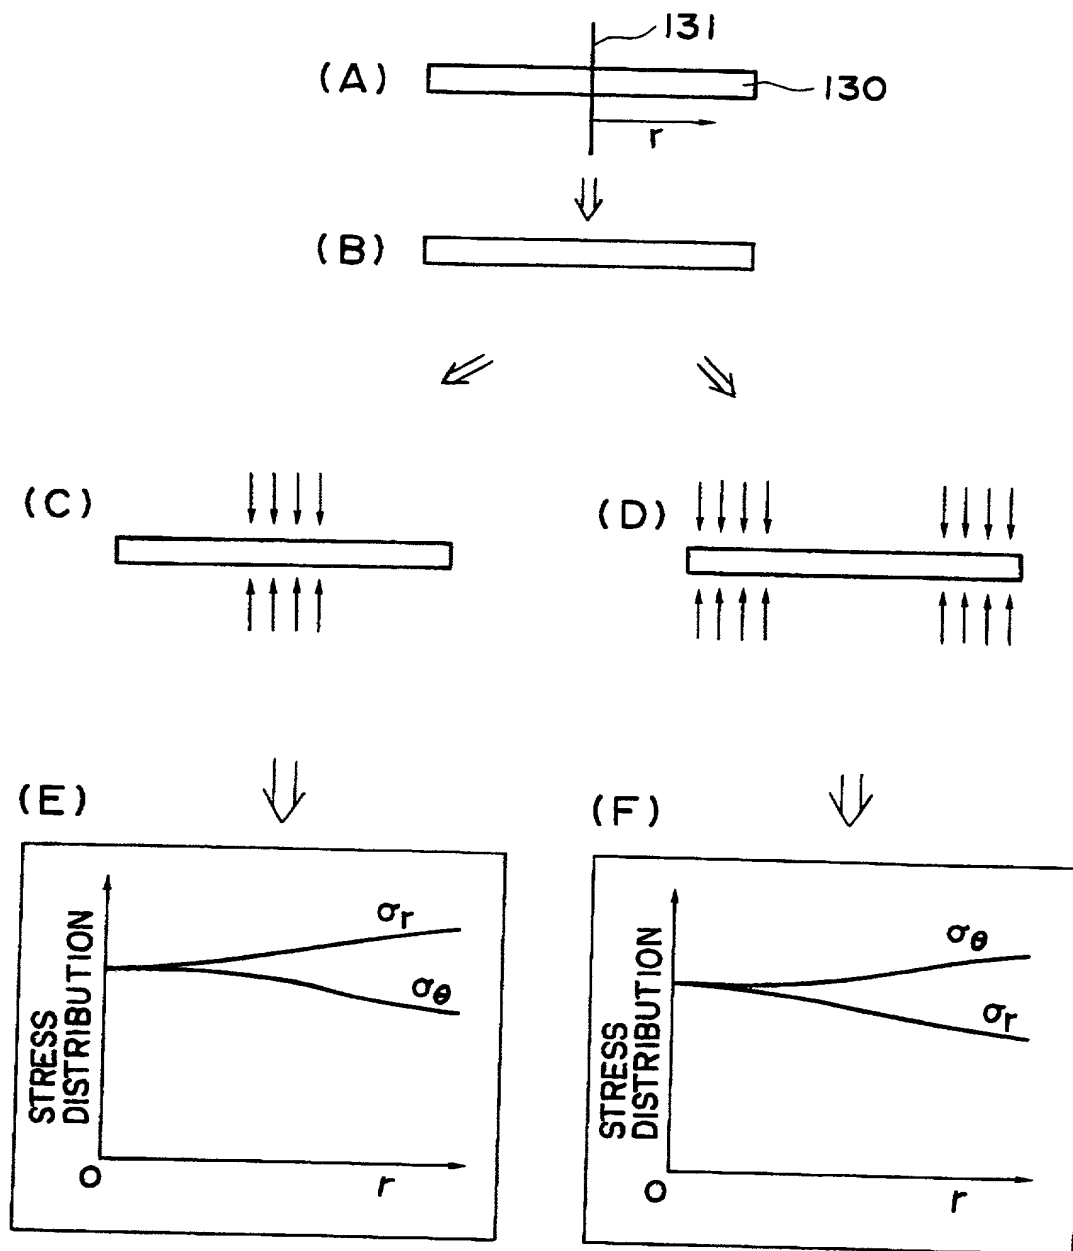 131
(A)
130
r
(B)
(C)
(D)
(E)
(F)
STRESS
DISTRIBUTION
σr
σθ
O
r
STRESS
DISTRIBUTION
σθ
σr
O
r